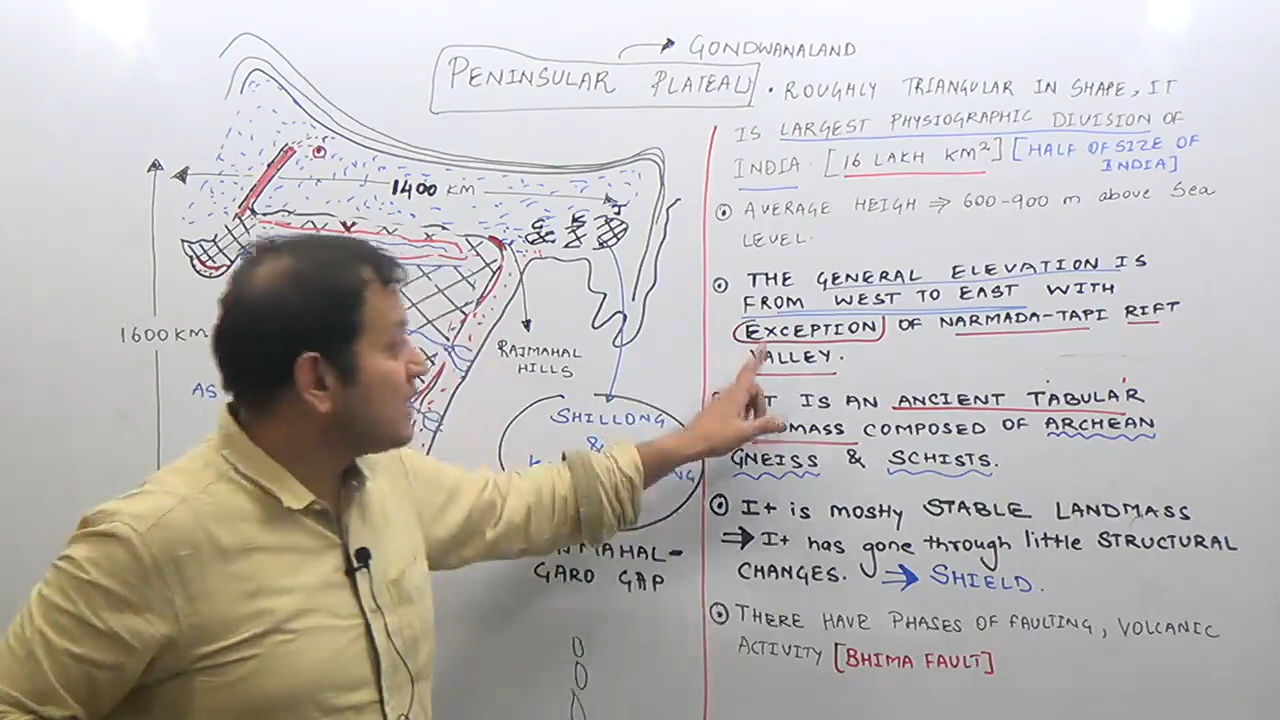 GONDWANALAND
PENINSULAR PLATEAU
• ROUGHLY TRIANGULAR IN SHAPE, IT
IS LARGEST PHYSIOGRAPHIC DIVISION OF
INDIA. [16 LAKH KM²] [HALF OF SIZE OF
INDIA]
AVERAGE HEIGH ⇒ 600-900 m above Sea
LEVEL.
THE GENERAL ELEVATION IS
FROM WEST TO EAST WITH
EXCEPTION OF NARMADA-TAPI RIFT
VALLEY.
IT IS AN ANCIENT TABULAR
COMPOSED OF ARCHEAN
GNEISS & SCHISTS.
It is mostly STABLE LANDMASS
⇒ It has gone through little STRUCTURAL
CHANGES. ⇒ SHIELD.
THERE HAVE PHASES OF FAULTING, VOLCANIC
ACTIVITY [BHIMA FAULT]
1400 KM
1600 KM
AS
RAJMAHAL
HILLS
SHILLONG
&
GARO GAP